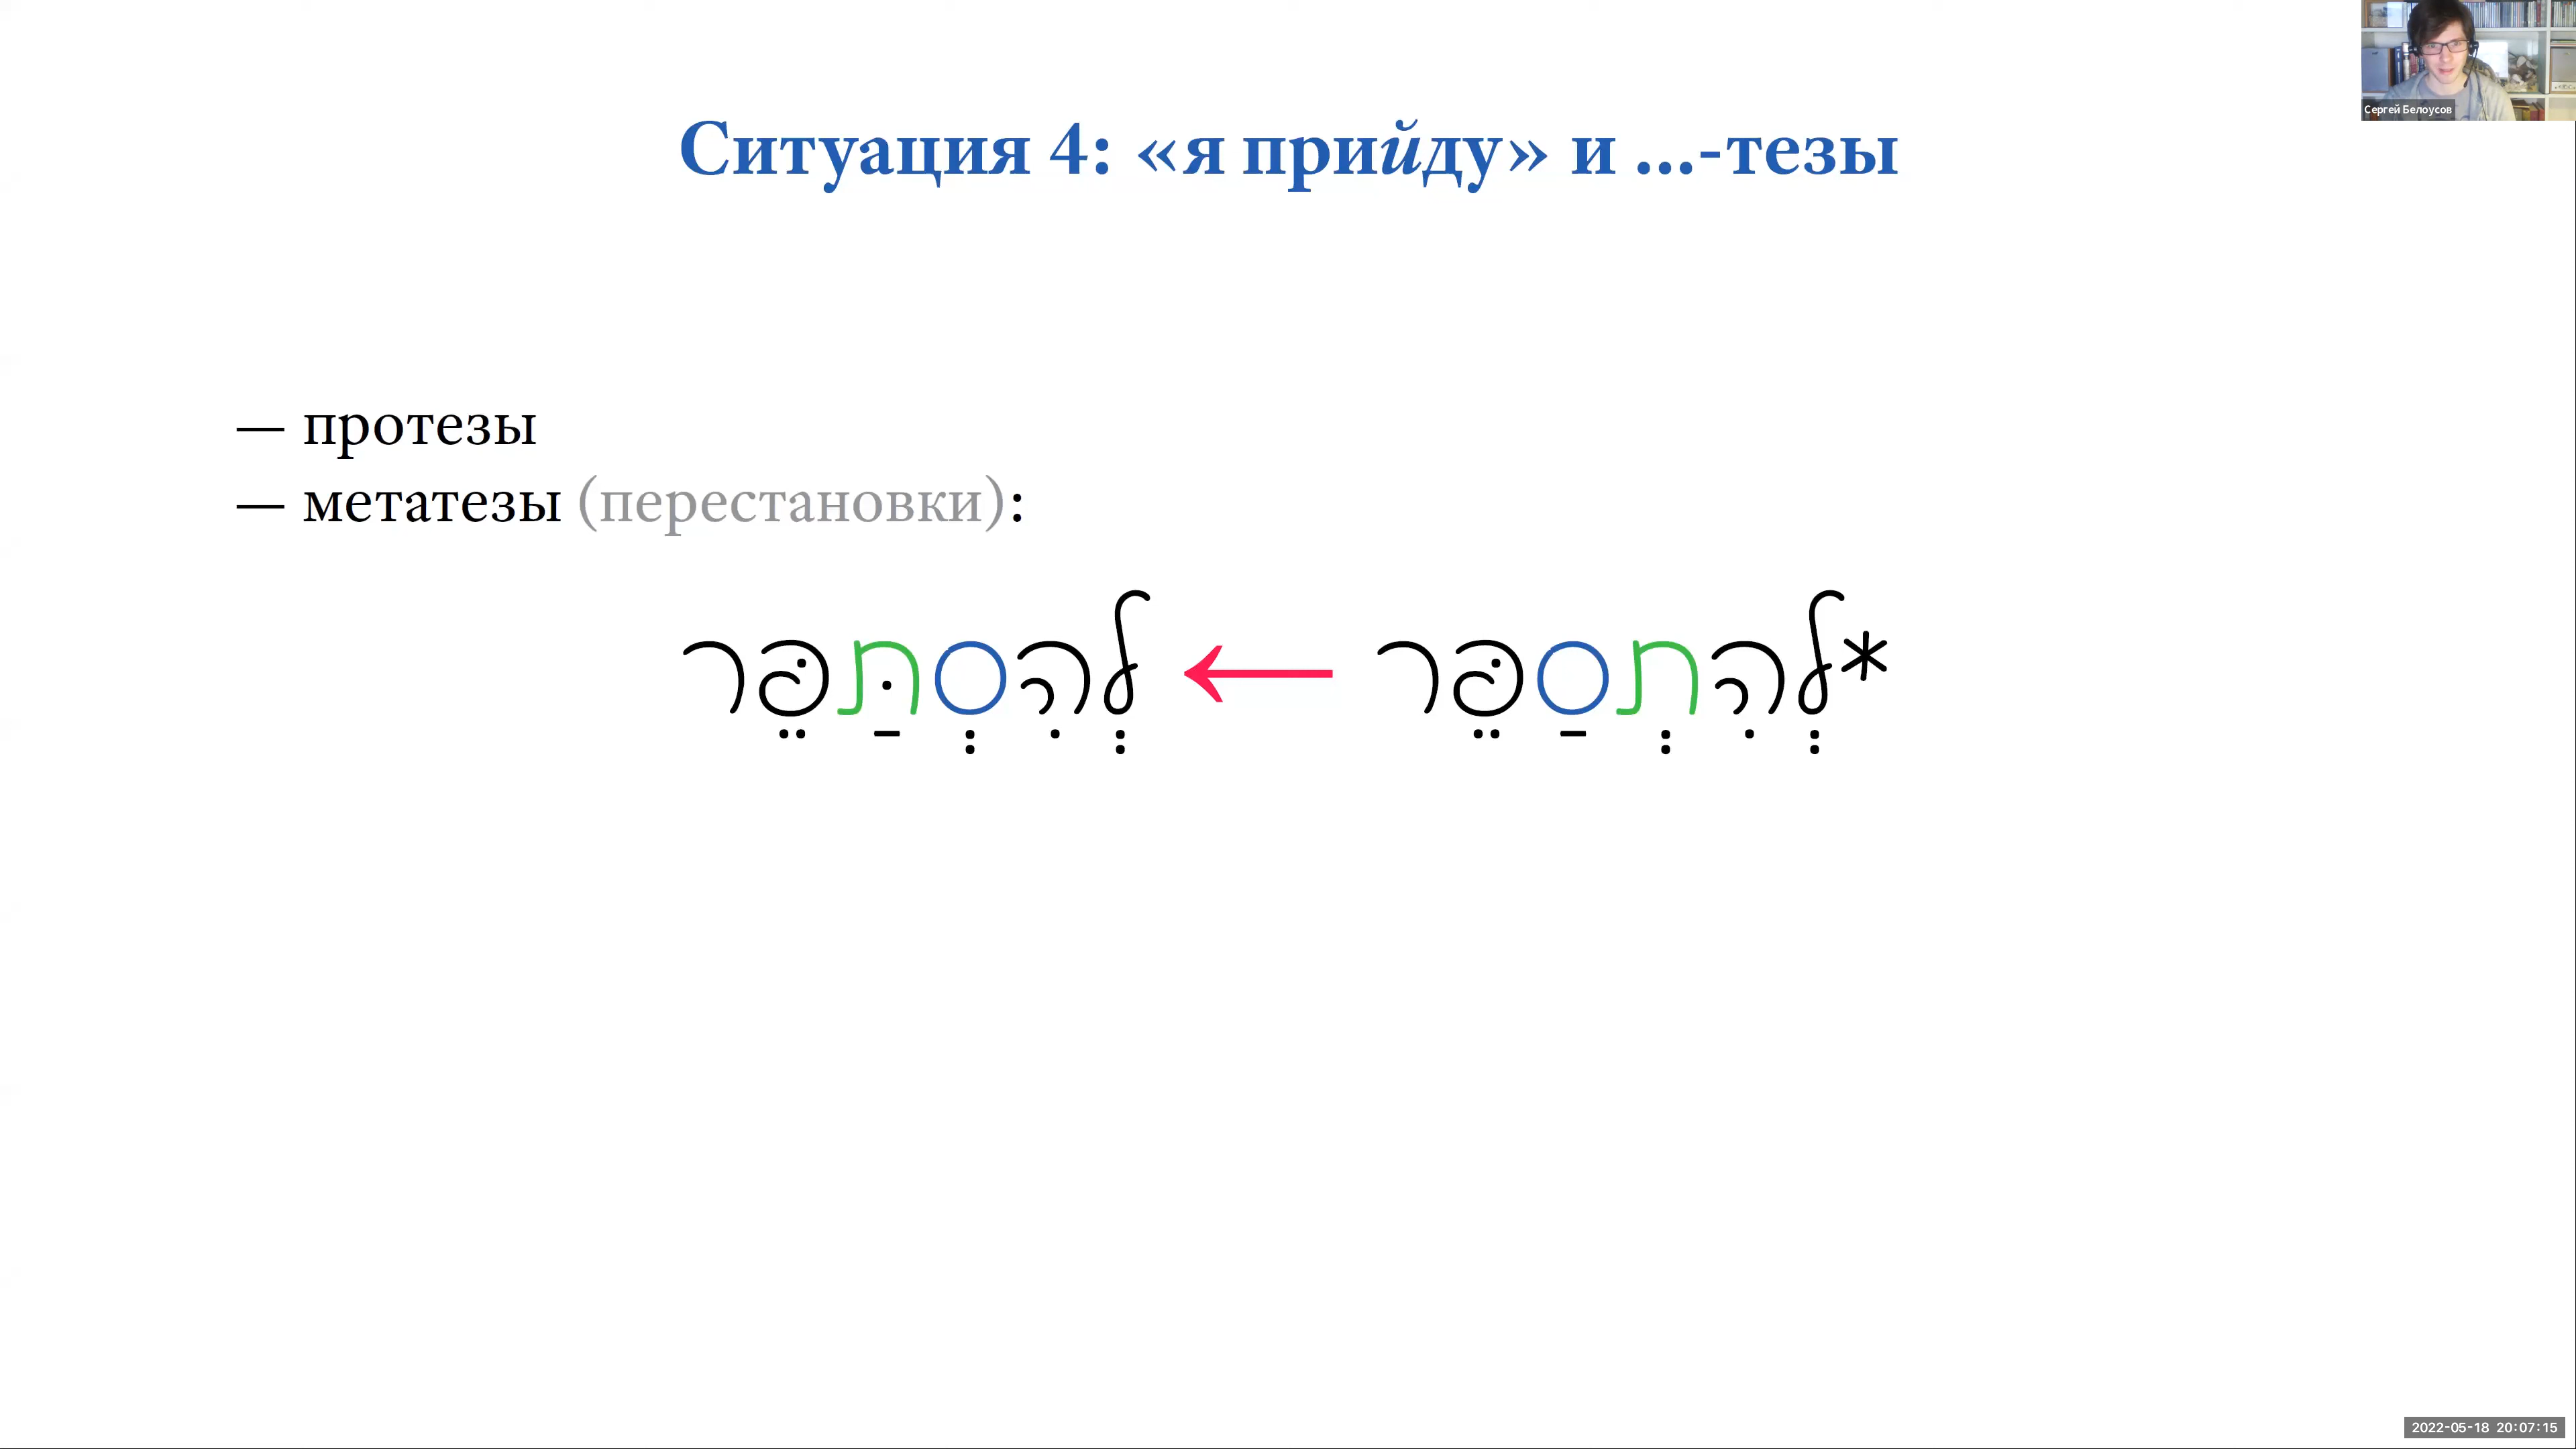 Сергей Белоусов
Ситуация 4: «я прийду» и ...-тезы
— протезы
— метатезы (перестановки):
*לְהִתְסַפֵּר ← לְהִסְתַּפֵּר
2022-05-18 20:07:15